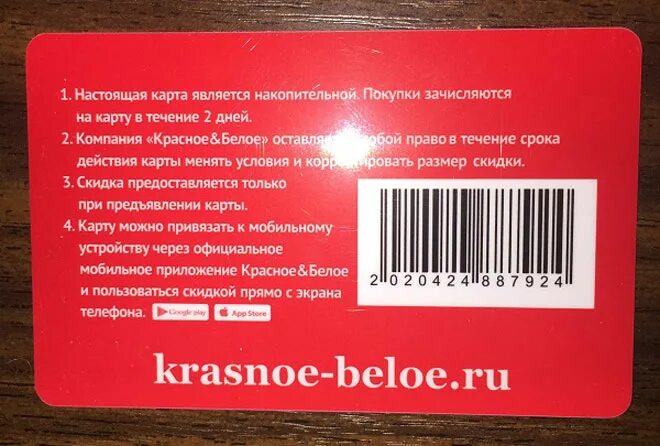 1. Настоящая карта является накопительной. Покупки зачисляются
на карту в течение 2 дней.
2. Компания «Красное&Белое» оставляет собой право в течение срока
действия карты менять условия и корректировать размер скидки.
3. Скидка предоставляется только
при предъявлении карты.
4. Карту можно привязать к мобильному
устройству через официальное
мобильное приложение Красное&Белое
и пользоваться скидкой прямо с экрана
телефона. Google play App Store
2020424887924
krasnoe-beloe.ru